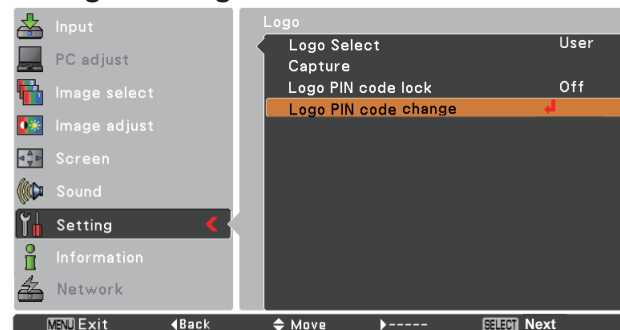 Input
PC adjust
Image select
Image adjust
Screen
Sound
Setting
Information
Network
Logo
Logo Select User
Capture
Logo PIN code lock Off
Logo PIN code change
MENU Exit Back Move ----- SELECT Next